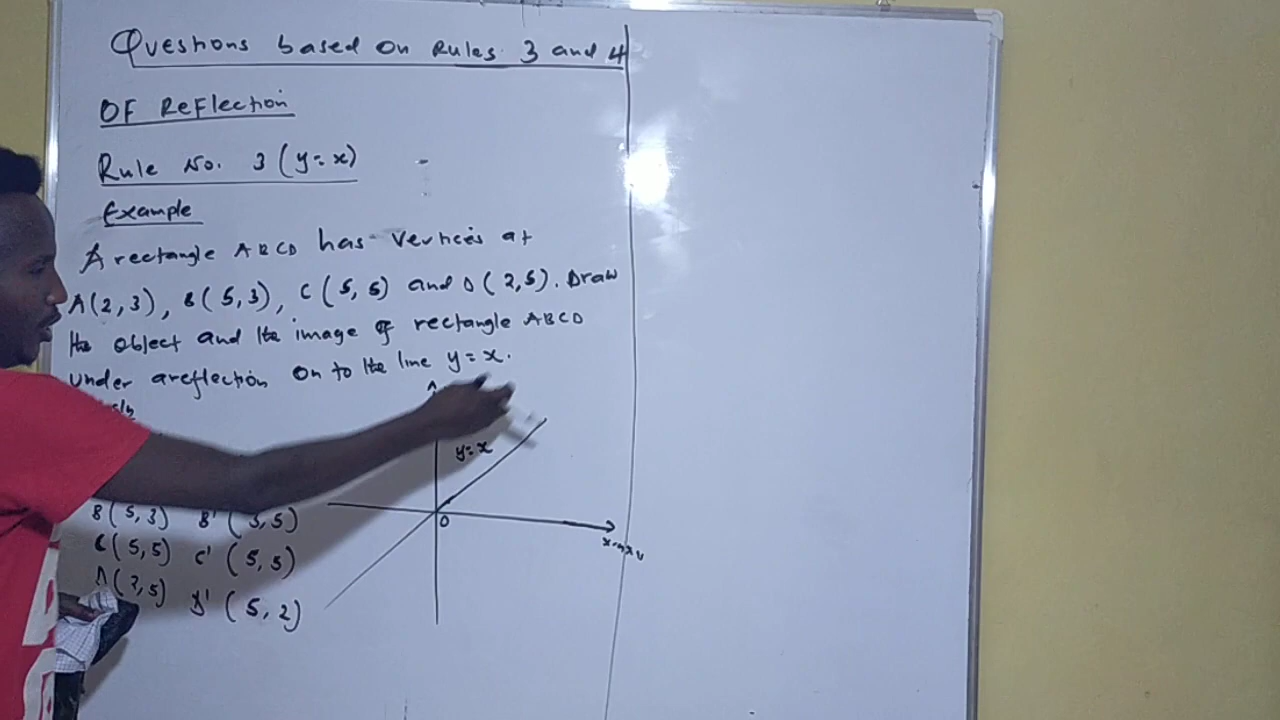 Questions based on Rules 3 and 4
OF Reflection
Rule No. 3 (y=x)
Example
A rectangle ABCD has vertices at
A(2,3), B(5,3), C(5,5) and D(2,5). Draw
the object and the image of rectangle ABCD
under a reflection on to the line y=x.
y=x
B(5,3) B'(3,5)
O
C(5,5) C'(5,5)
D(2,5) D'(5,2)